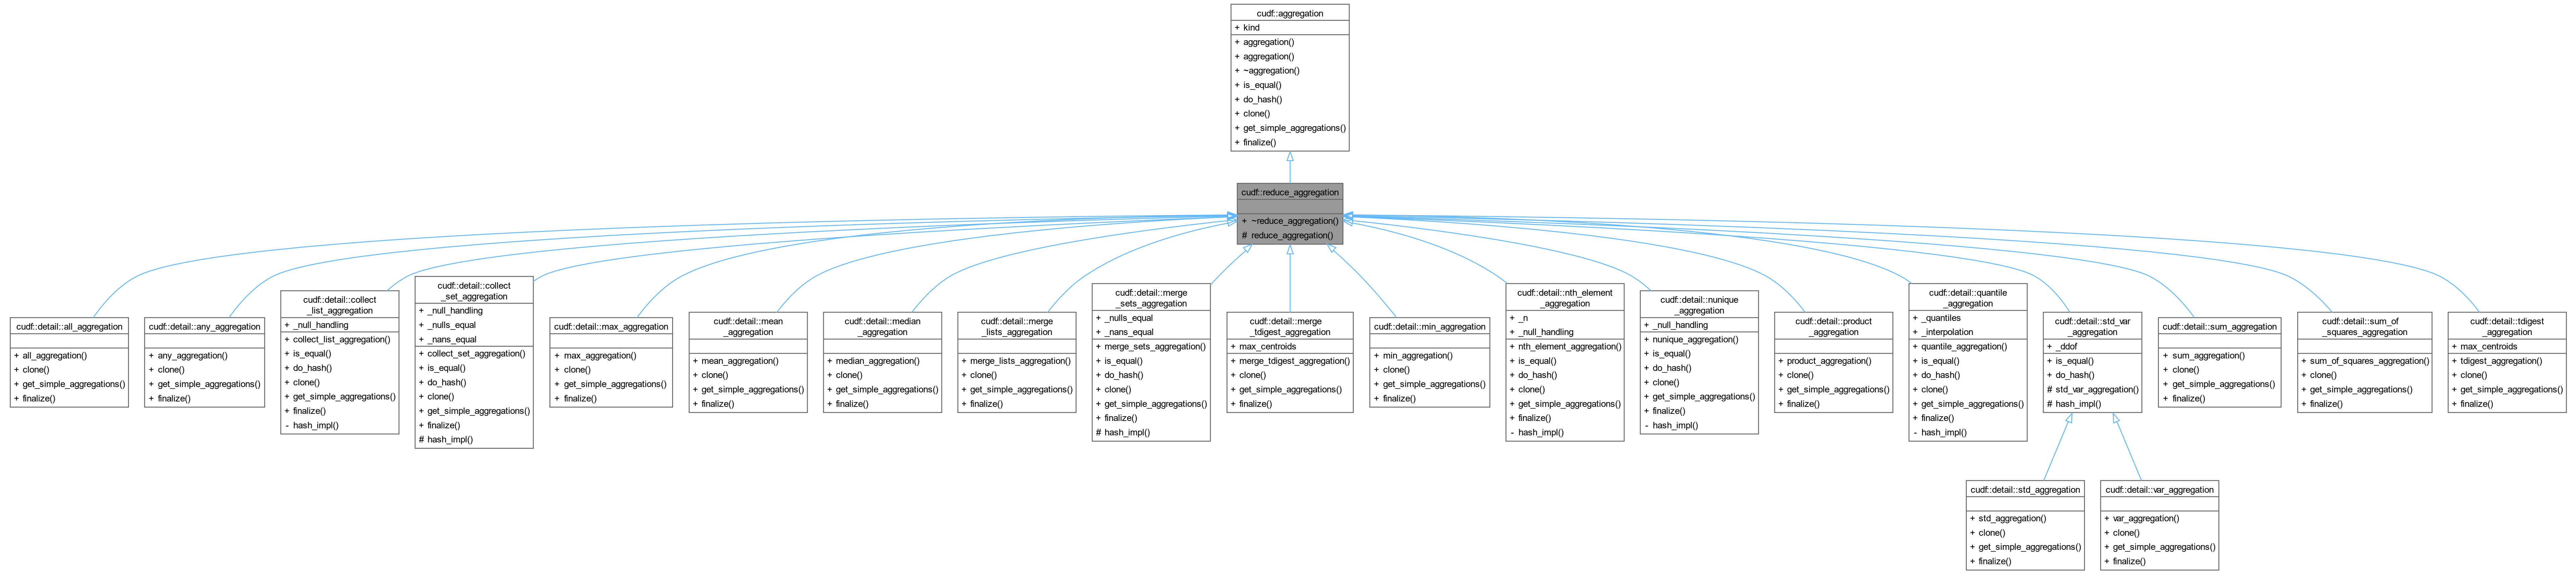 cudf::aggregation
+ kind
+ aggregation()
+ aggregation()
+ ~aggregation()
+ is_equal()
+ do_hash()
+ clone()
+ get_simple_aggregations()
+ finalize()
cudf::reduce_aggregation
+ ~reduce_aggregation()
# reduce_aggregation()
cudf::detail::all_aggregation
+ all_aggregation()
+ clone()
+ get_simple_aggregations()
+ finalize()
cudf::detail::any_aggregation
+ any_aggregation()
+ clone()
+ get_simple_aggregations()
+ finalize()
cudf::detail::collect
_list_aggregation
+ _null_handling
+ collect_list_aggregation()
+ is_equal()
+ do_hash()
+ clone()
+ get_simple_aggregations()
+ finalize()
- hash_impl()
cudf::detail::collect
_set_aggregation
+ _null_handling
+ _nulls_equal
+ _nans_equal
+ collect_set_aggregation()
+ is_equal()
+ do_hash()
+ clone()
+ get_simple_aggregations()
+ finalize()
# hash_impl()
cudf::detail::max_aggregation
+ max_aggregation()
+ clone()
+ get_simple_aggregations()
+ finalize()
cudf::detail::mean
_aggregation
+ mean_aggregation()
+ clone()
+ get_simple_aggregations()
+ finalize()
cudf::detail::median
_aggregation
+ median_aggregation()
+ clone()
+ get_simple_aggregations()
+ finalize()
cudf::detail::merge
_lists_aggregation
+ merge_lists_aggregation()
+ clone()
+ get_simple_aggregations()
+ finalize()
cudf::detail::merge
_sets_aggregation
+ _nulls_equal
+ _nans_equal
+ merge_sets_aggregation()
+ is_equal()
+ do_hash()
+ clone()
+ get_simple_aggregations()
+ finalize()
# hash_impl()
cudf::detail::merge
_tdigest_aggregation
+ max_centroids
+ merge_tdigest_aggregation()
+ clone()
+ get_simple_aggregations()
+ finalize()
cudf::detail::min_aggregation
+ min_aggregation()
+ clone()
+ get_simple_aggregations()
+ finalize()
cudf::detail::nth_element
_aggregation
+ _n
+ _null_handling
+ nth_element_aggregation()
+ is_equal()
+ do_hash()
+ clone()
+ get_simple_aggregations()
+ finalize()
- hash_impl()
cudf::detail::nunique
_aggregation
+ _null_handling
+ nunique_aggregation()
+ is_equal()
+ do_hash()
+ clone()
+ get_simple_aggregations()
+ finalize()
- hash_impl()
cudf::detail::product
_aggregation
+ product_aggregation()
+ clone()
+ get_simple_aggregations()
+ finalize()
cudf::detail::quantile
_aggregation
+ _quantiles
+ _interpolation
+ quantile_aggregation()
+ is_equal()
+ do_hash()
+ clone()
+ get_simple_aggregations()
+ finalize()
- hash_impl()
cudf::detail::std_var
_aggregation
+ _ddof
+ is_equal()
+ do_hash()
# std_var_aggregation()
# hash_impl()
cudf::detail::sum_aggregation
+ sum_aggregation()
+ clone()
+ get_simple_aggregations()
+ finalize()
cudf::detail::sum_of
_squares_aggregation
+ sum_of_squares_aggregation()
+ clone()
+ get_simple_aggregations()
+ finalize()
cudf::detail::tdigest
_aggregation
+ max_centroids
+ tdigest_aggregation()
+ clone()
+ get_simple_aggregations()
+ finalize()
cudf::detail::std_aggregation
+ std_aggregation()
+ clone()
+ get_simple_aggregations()
+ finalize()
cudf::detail::var_aggregation
+ var_aggregation()
+ clone()
+ get_simple_aggregations()
+ finalize()